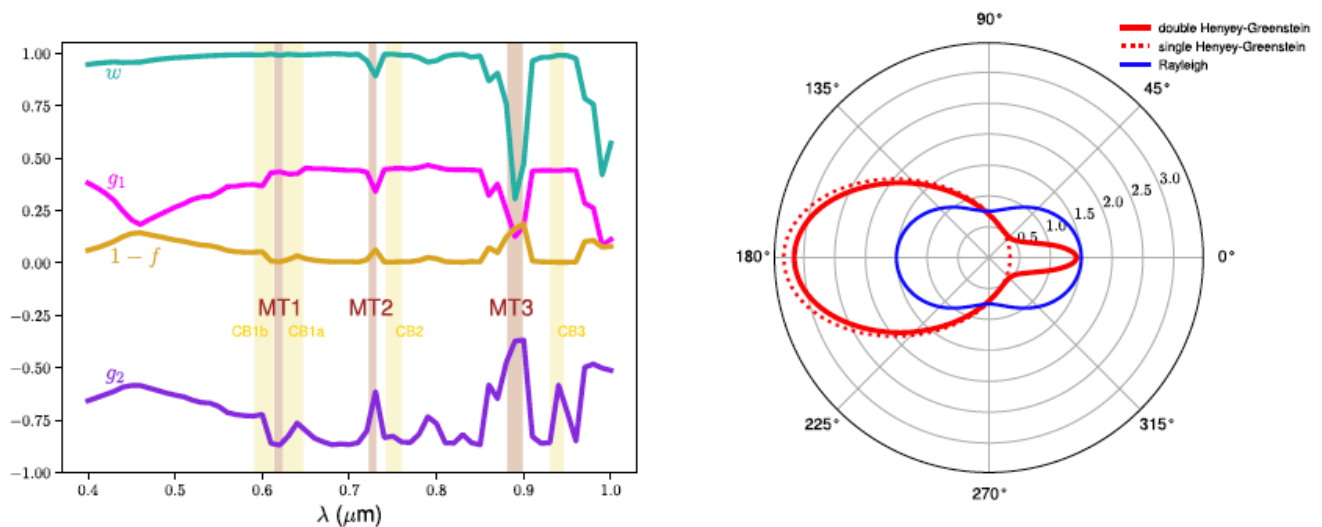 1.00
0.75
0.50
0.25
0.00
−0.25
−0.50
−0.75
−1.00
w
g₁
1 − f
MT1
MT2
MT3
CB1b
CB1a
CB2
CB3
g₂
0.4 0.5 0.6 0.7 0.8 0.9 1.0
λ (μm)
90°
double Henyey-Greenstein
single Henyey-Greenstein
Rayleigh
135°
45°
3.0
2.5
2.0
1.5
1.0
0.5
180°
0°
225°
315°
270°